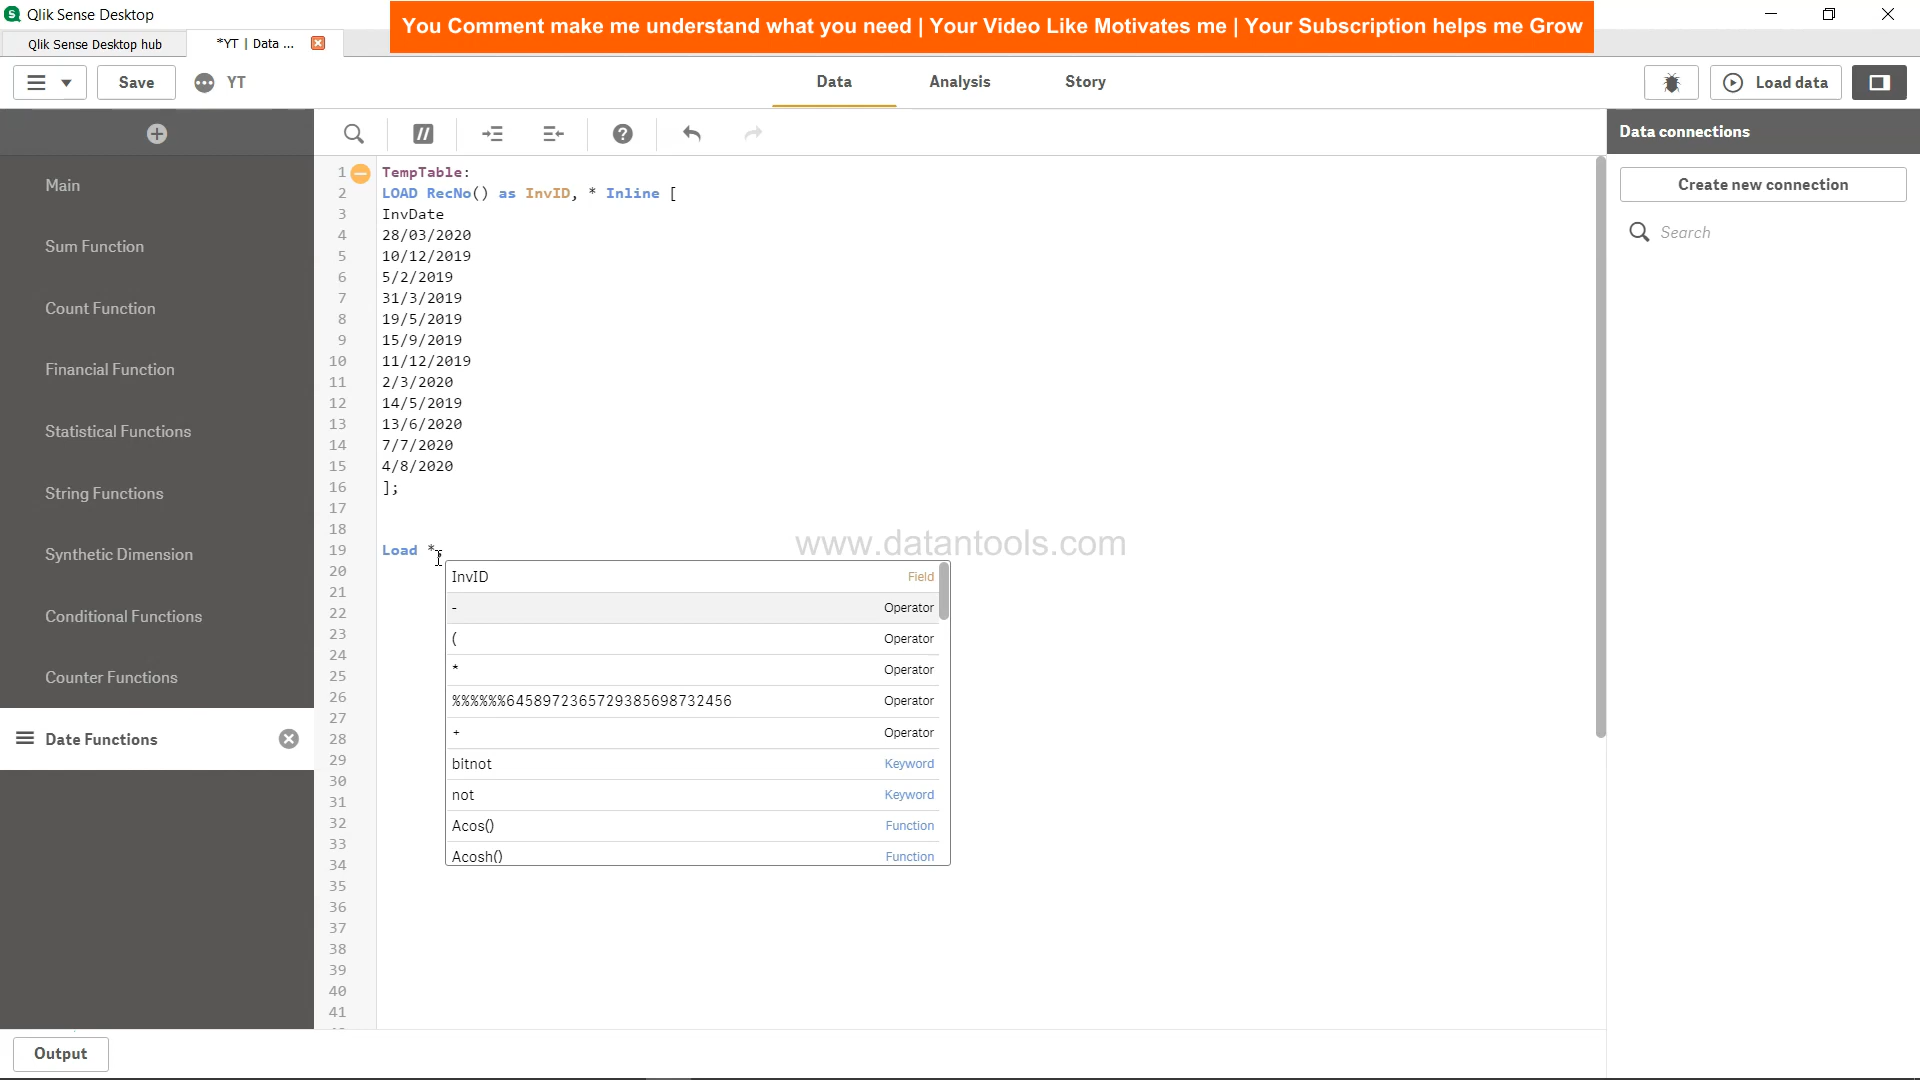 Qlik Sense Desktop
You Comment make me understand what you need | Your Video Like Motivates me | Your Subscription helps me Grow
Qlik Sense Desktop hub
*YT | Data ...
Save
YT
Data
Analysis
Story
Load data
Main
Sum Function
Count Function
Financial Function
Statistical Functions
String Functions
Synthetic Dimension
Conditional Functions
Counter Functions
Date Functions
Output
1 TempTable:
2 LOAD RecNo() as InvID, * Inline [
3 InvDate
4 28/03/2020
5 10/12/2019
6 5/2/2019
7 31/3/2019
8 19/5/2019
9 15/9/2019
10 11/12/2019
11 2/3/2020
12 14/5/2019
13 13/6/2020
14 7/7/2020
15 4/8/2020
16 ];
17
18
19 Load *,
20
21
22
23
24
25
26
27
28
29
30
31
32
33
34
35
36
37
38
39
40
41
InvID Field
- Operator
( Operator
* Operator
%%%%%%64589723657293856987324​56 Operator
+ Operator
bitnot Keyword
not Keyword
Acos() Function
Acosh() Function
www.datantools.com
Data connections
Create new connection
Search